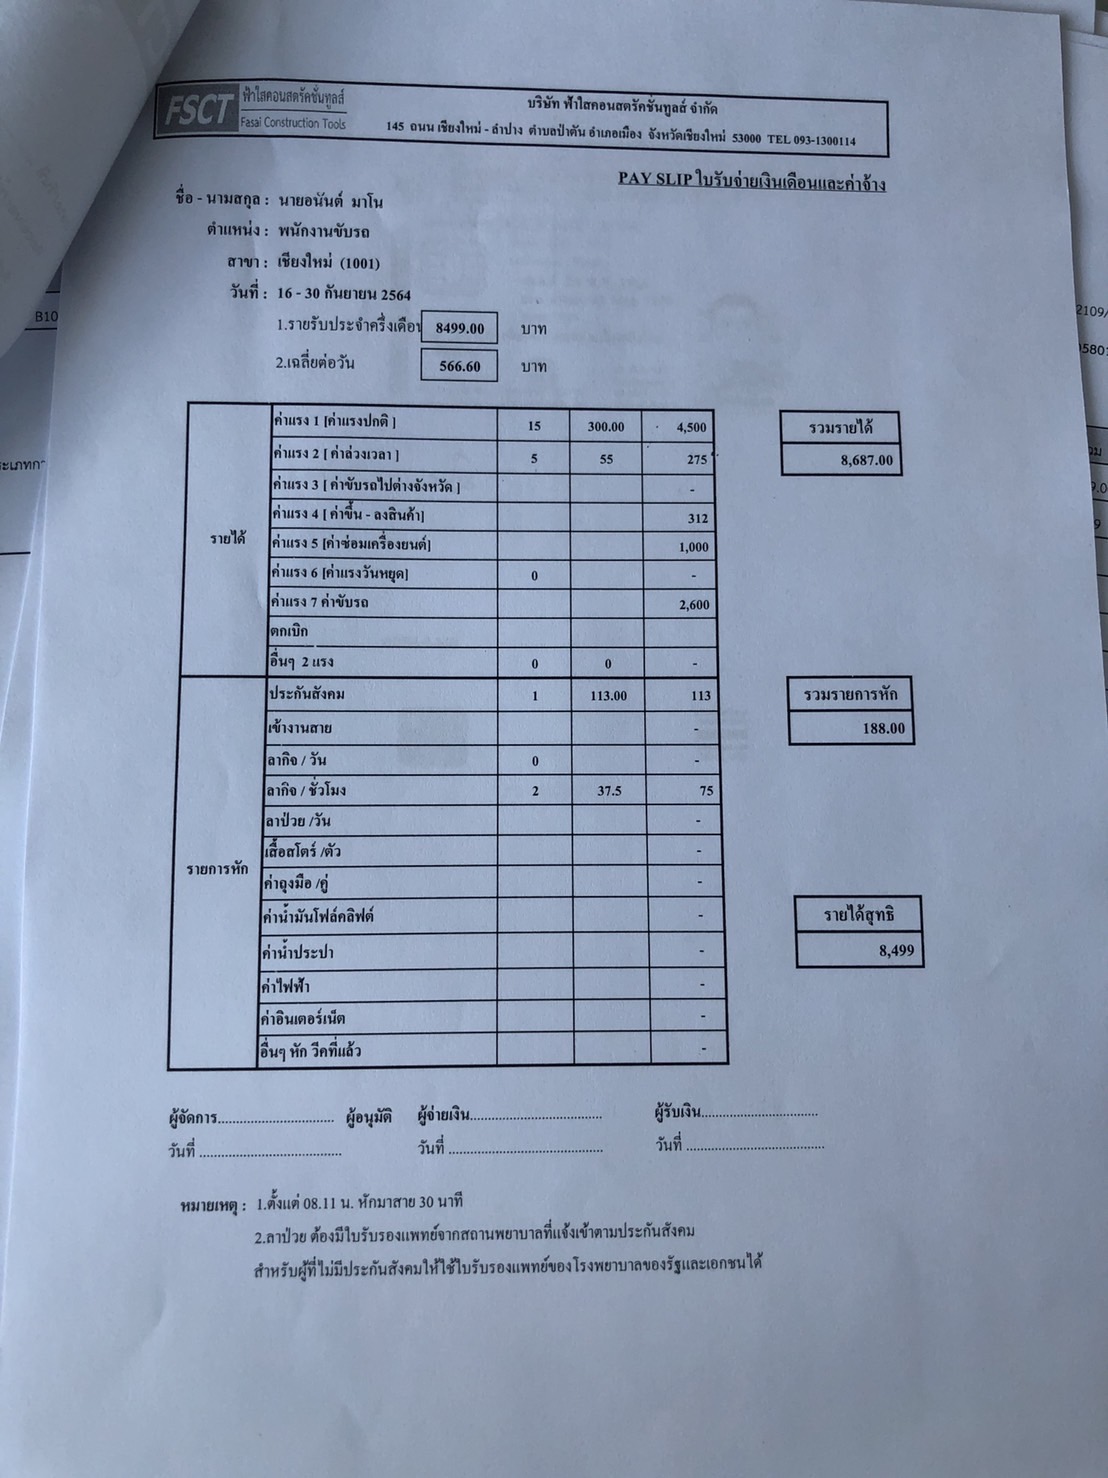 FSCT ฟ้าใสคอนสตรัคชั่นทูลส์
Fasai Construction Tools
บริษัท ฟ้าใสคอนสตรัคชั่นทูลส์ จำกัด
145 ถนน เชียงใหม่ - ลำปาง ตำบลป่าตัน อำเภอเมือง จังหวัดเชียงใหม่ 53000 TEL 093-1300114
PAY SLIP ใบรับจ่ายเงินเดือนและค่าจ้าง
ชื่อ - นามสกุล : นายอนันต์ มาโน
ตำแหน่ง : พนักงานขับรถ
สาขา : เชียงใหม่ (1001)
วันที่ : 16 - 30 กันยายน 2564
1.รายรับประจำครึ่งเดือน 8499.00 บาท
2.เฉลี่ยต่อวัน 566.60 บาท
รายได้
ค่าแรง 1 [ค่าแรงปกติ ] 15 300.00 4,500
ค่าแรง 2 [ ค่าล่วงเวลา ] 5 55 275
ค่าแรง 3 [ ค่าขับรถไปต่างจังหวัด ] -
ค่าแรง 4 [ ค่าขึ้น - ลงสินค้า] 312
ค่าแรง 5 [ค่าซ่อมเครื่องยนต์] 1,000
ค่าแรง 6 [ค่าแรงวันหยุด] 0 -
ค่าแรง 7 ค่าขับรถ 2,600
ตกเบิก
อื่นๆ 2 แรง 0 0 -
รวมรายได้
8,687.00
รายการหัก
ประกันสังคม 1 113.00 113
เข้างานสาย -
ลากิจ / วัน 0 -
ลากิจ / ชั่วโมง 2 37.5 75
ลาป่วย /วัน -
เสื้อสโตร์ /ตัว -
ค่าถุงมือ /คู่ -
ค่าน้ำมันโฟล์คลิฟต์ -
ค่าน้ำประปา -
ค่าไฟฟ้า -
ค่าอินเตอร์เน็ต -
อื่นๆ หัก วีคที่แล้ว -
รวมรายการหัก
188.00
รายได้สุทธิ
8,499
ผู้จัดการ................................. ผู้อนุมัติ ผู้จ่ายเงิน..................................... ผู้รับเงิน.................................
วันที่ ........................................ วันที่ ........................................... วันที่ .......................................
หมายเหตุ : 1.ตั้งแต่ 08.11 น. หักมาสาย 30 นาที
2.ลาป่วย ต้องมีใบรับรองแพทย์จากสถานพยาบาลที่แจ้งเข้าตามประกันสังคม
สำหรับผู้ที่ไม่มีประกันสังคมให้ใช้ใบรับรองแพทย์ของโรงพยาบาลของรัฐและเอกชนได้
B10
2109/